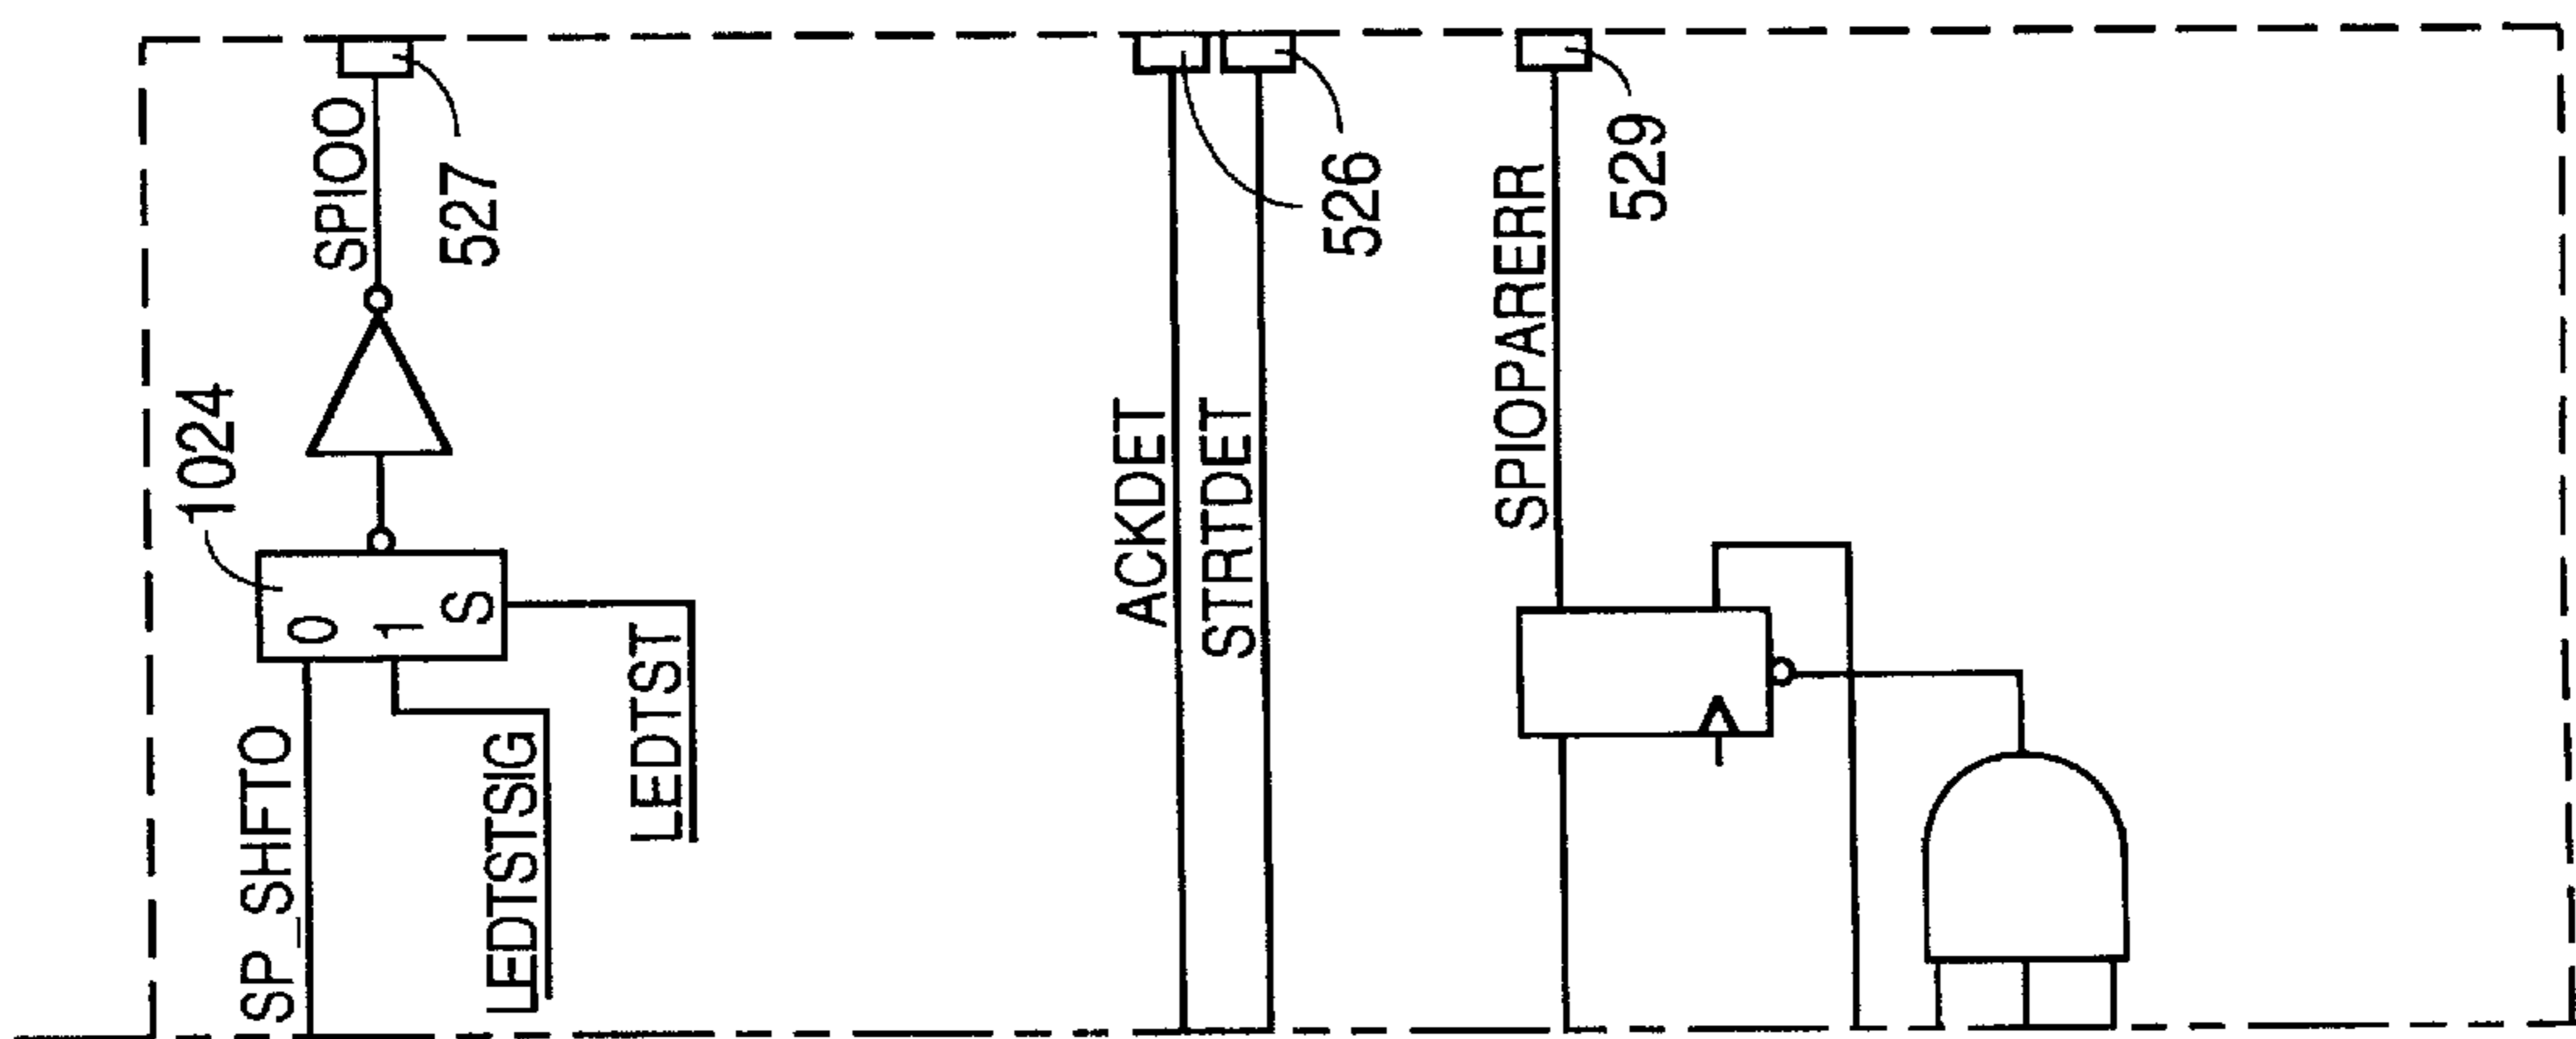 SPIOO
527
1024
0
1
S
SP_SHFTO
LEDTSTSIG
LEDTST
ACKDET
STRTDET
526
SPIOPARERR
529